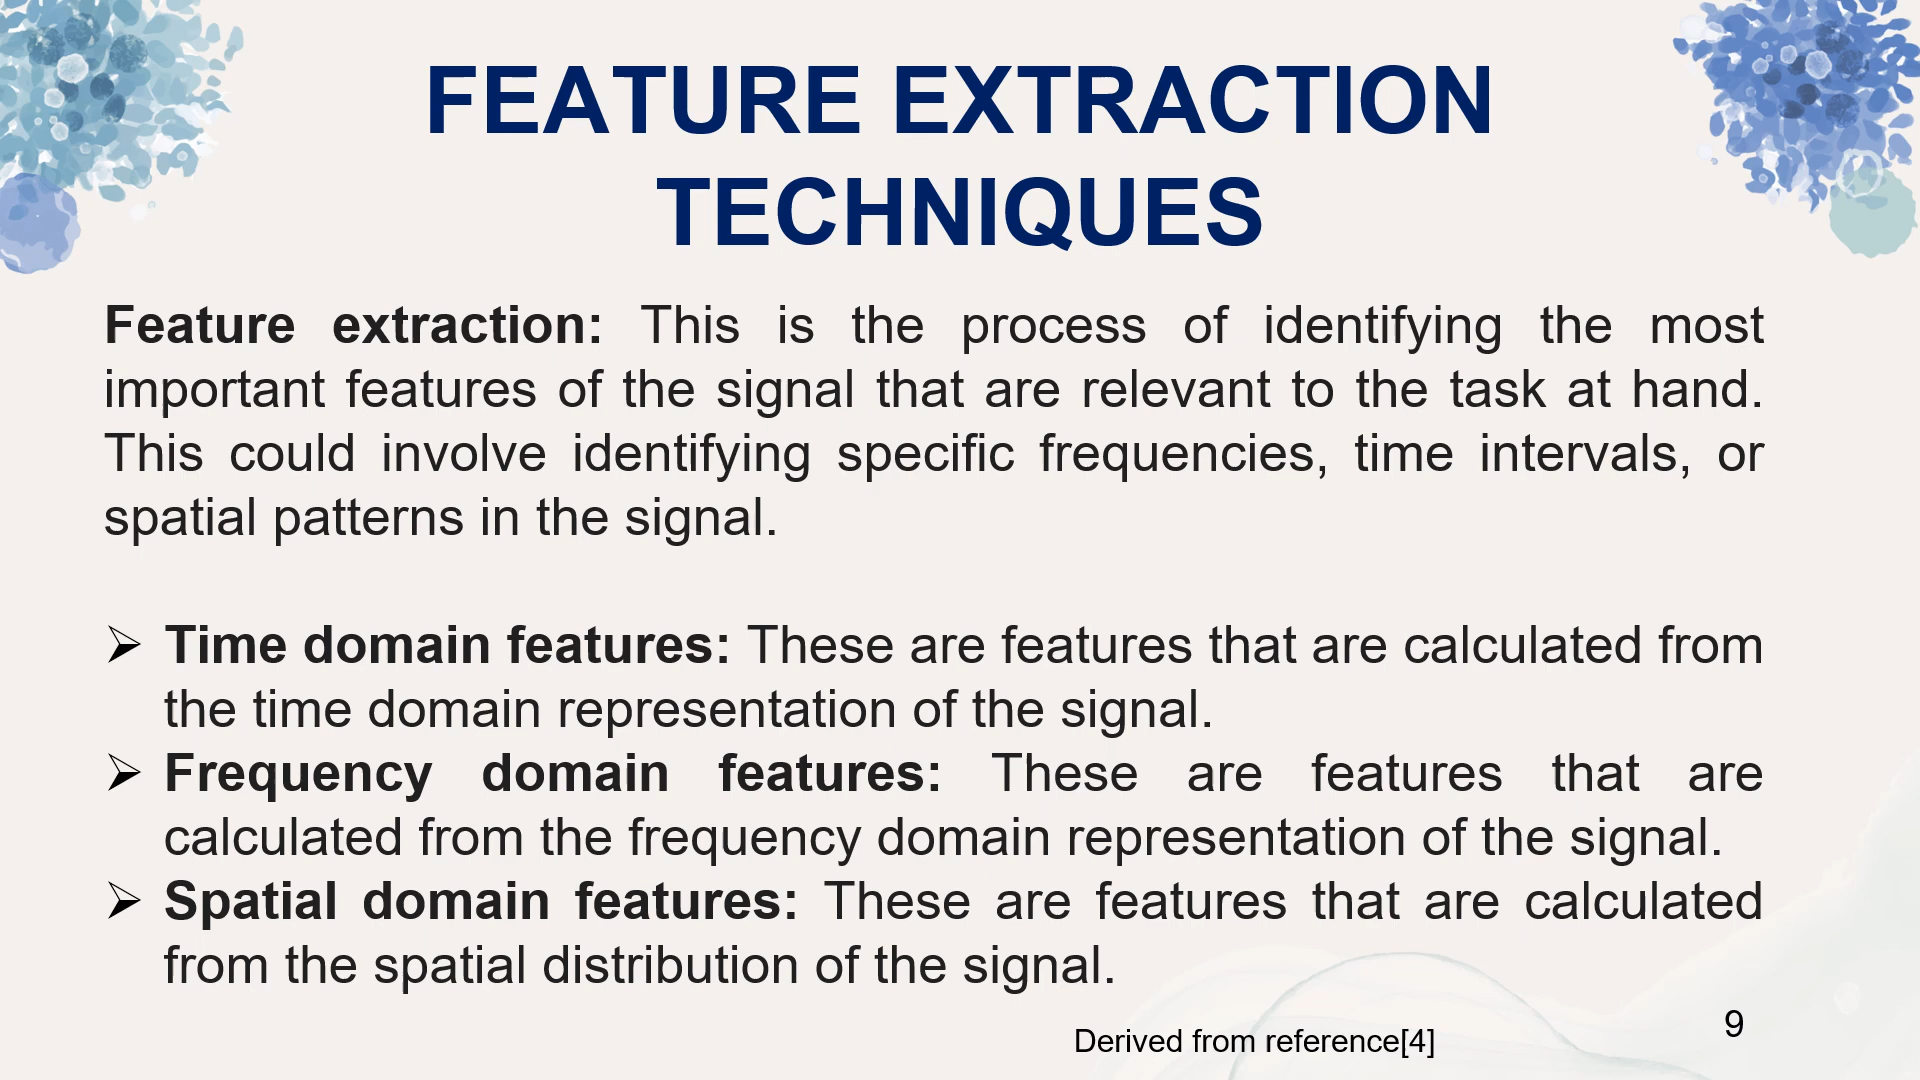 FEATURE EXTRACTION
TECHNIQUES
Feature extraction: This is the process of identifying the most
important features of the signal that are relevant to the task at hand.
This could involve identifying specific frequencies, time intervals, or
spatial patterns in the signal.
➢ Time domain features: These are features that are calculated from
the time domain representation of the signal.
➢ Frequency domain features: These are features that are
calculated from the frequency domain representation of the signal.
➢ Spatial domain features: These are features that are calculated
from the spatial distribution of the signal.
Derived from reference[4]
9